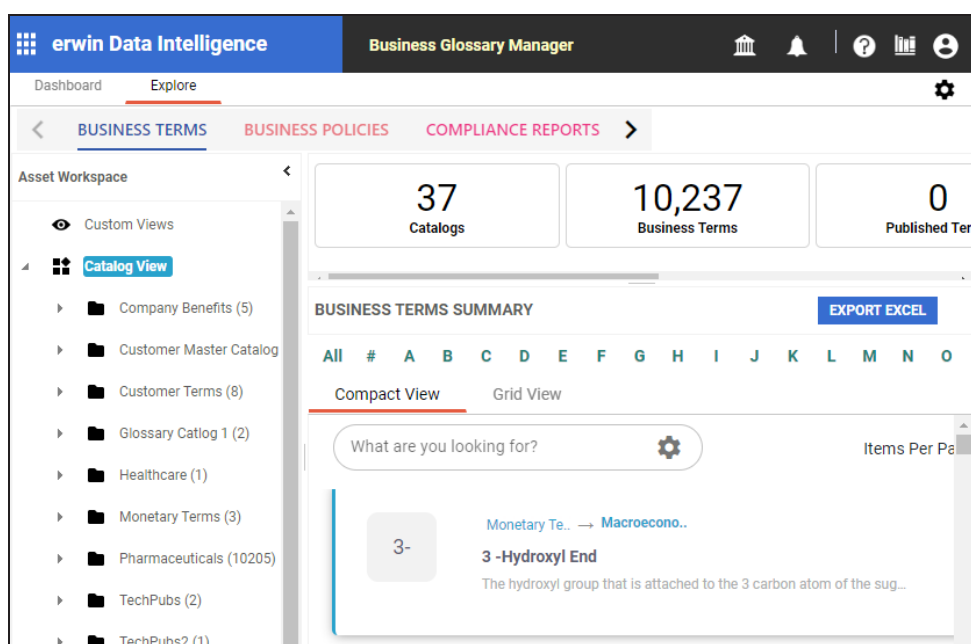 erwin Data Intelligence
Business Glossary Manager
Dashboard
Explore
BUSINESS TERMS
BUSINESS POLICIES
COMPLIANCE REPORTS
Asset Workspace
Custom Views
Catalog View
Company Benefits (5)
Customer Master Catalog
Customer Terms (8)
Glossary Catlog 1 (2)
Healthcare (1)
Monetary Terms (3)
Pharmaceuticals (10205)
TechPubs (2)
TechPubs2 (1)
37
Catalogs
10,237
Business Terms
0
Published Ter
BUSINESS TERMS SUMMARY
EXPORT EXCEL
All # A B C D E F G H I J K L M N O
Compact View
Grid View
What are you looking for?
Items Per Pa
3-
Monetary Te.. → Macroecono..
3 -Hydroxyl End
The hydroxyl group that is attached to the 3 carbon atom of the sug...